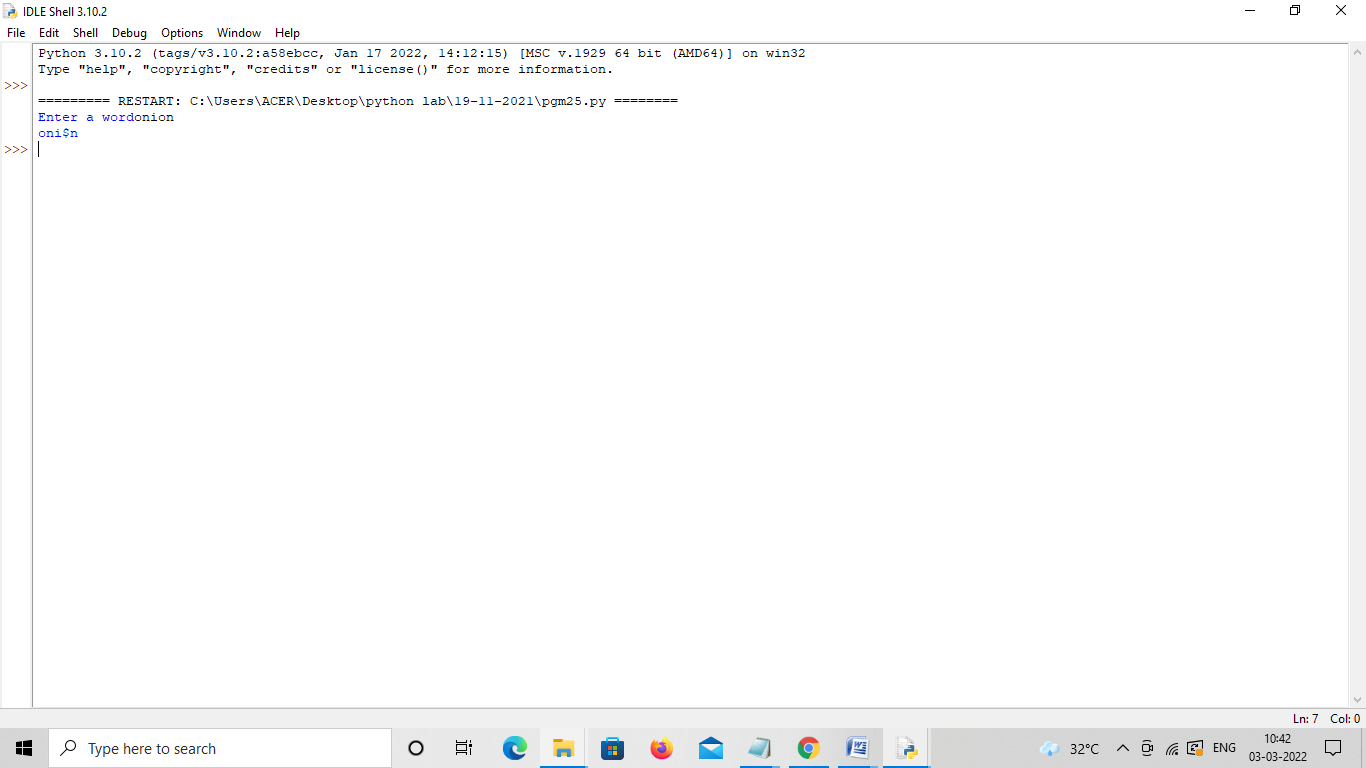 IDLE Shell 3.10.2
File Edit Shell Debug Options Window Help
Python 3.10.2 (tags/v3.10.2:a58ebcc, Jan 17 2022, 14:12:15) [MSC v.1929 64 bit (AMD64)] on win32
Type "help", "copyright", "credits" or "license()" for more information.
>>>
========= RESTART: C:\Users\ACER\Desktop\python lab\19-11-2021\pgm25.py ========
Enter a wordonion
oni$n
>>>
Ln: 7 Col: 0
Type here to search
32°C ENG 10:42
03-03-2022